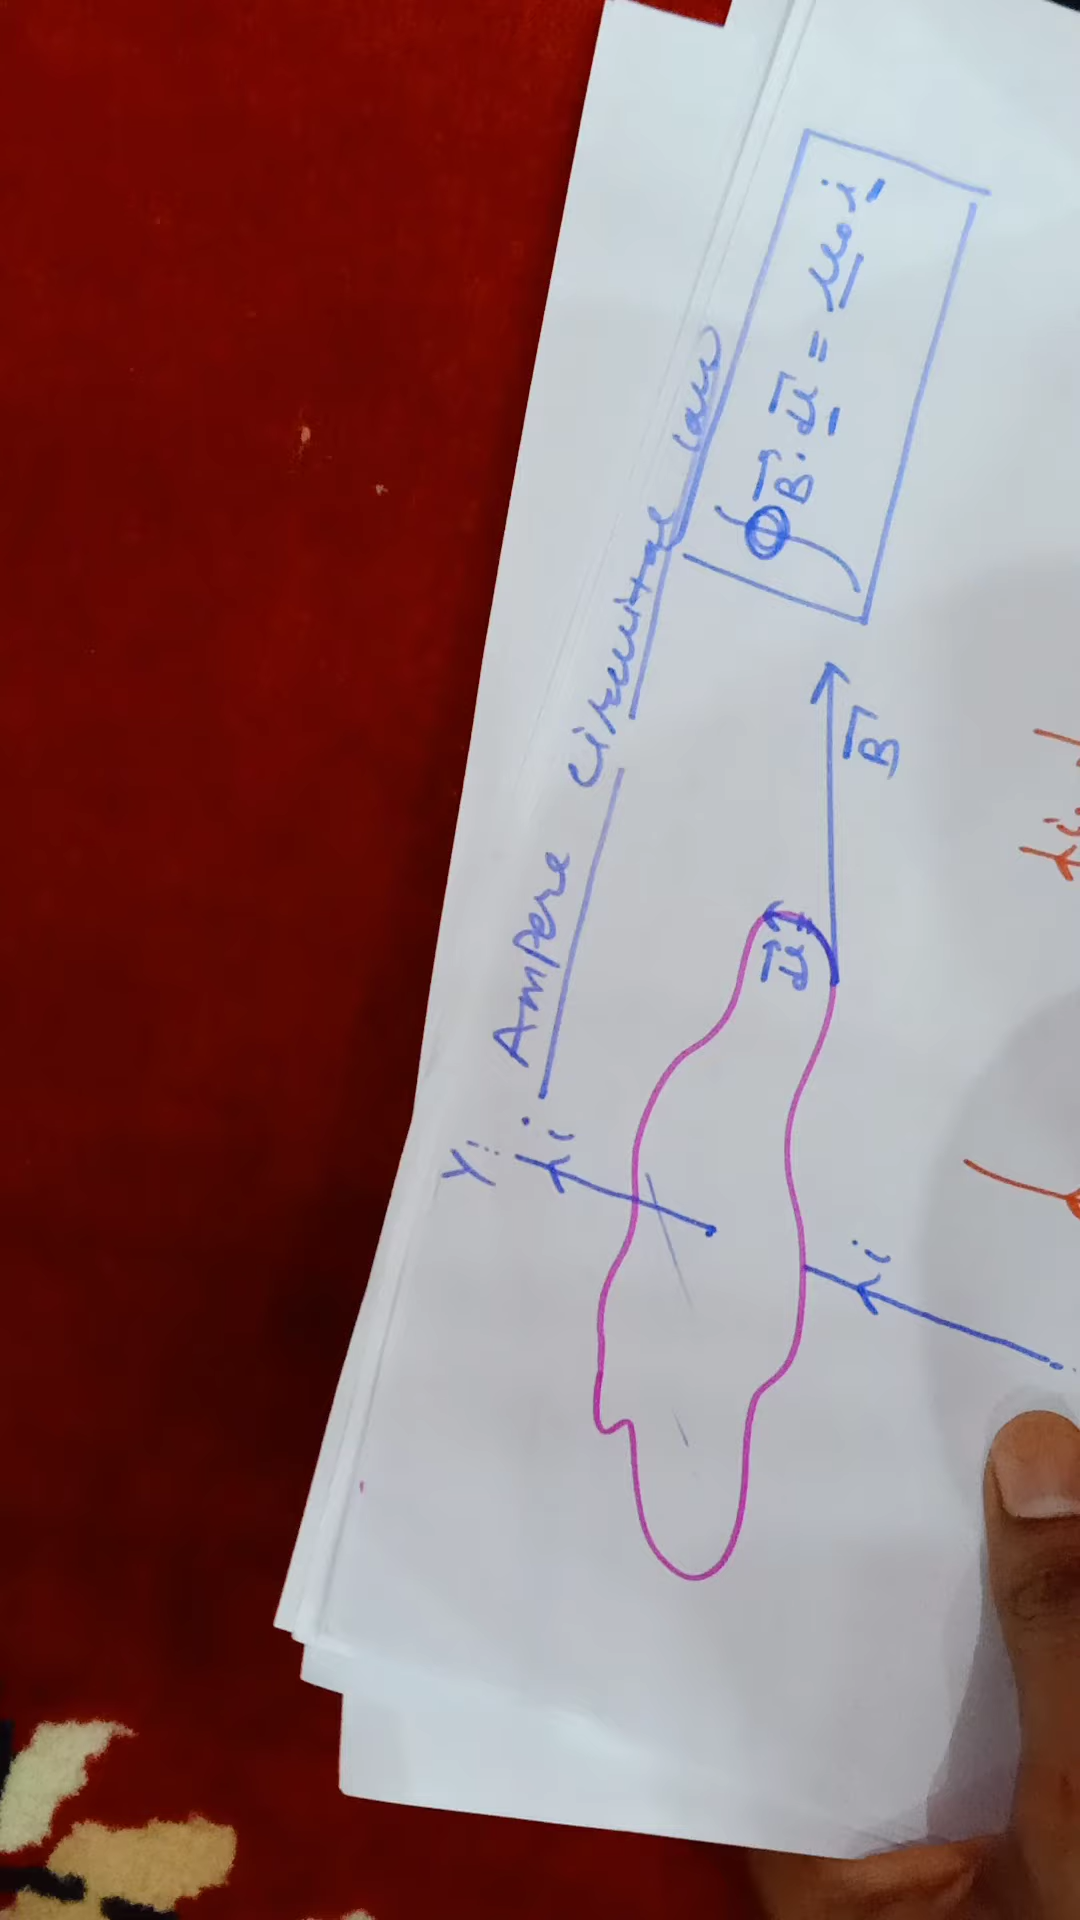 Y: Ampere Circuital law
∮B⃗·dl⃗ = μ₀i
i
dl⃗
B⃗
i